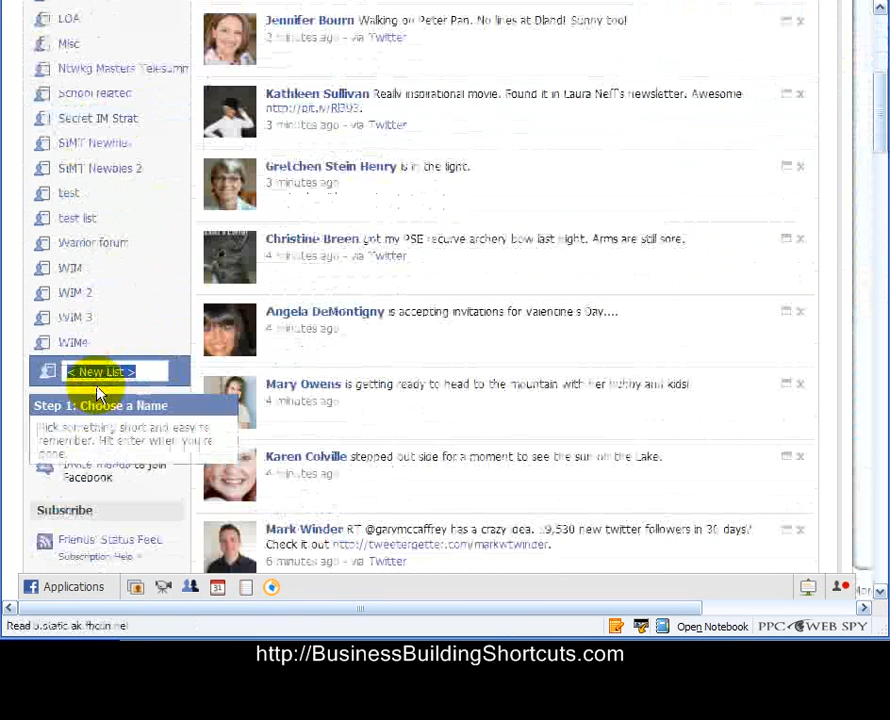 LOA
Misc
Ntwkg Masters Telesumm
School related
Secret IM Strat
SIMT Newbies
SIMT Newbies 2
test
test list
Warrior forum
WIM
WIM 2
WIM 3
WIMe
< New List >
Step 1: Choose a Name
Pick something short and easy to
remember. Hit enter when you're
done.
Invite friends to join
Facebook
Subscribe
Friends' Status Feed
Subscription Help
Jennifer Bourn Walking on Peter Pan. No lines at Dland! Sunny too!
2 minutes ago - via Twitter
Kathleen Sullivan Really inspirational movie. Found it in Laura Neff's newsletter. Awesome
3 minutes ago - via Twitter
Gretchen Stein Henry is in the light.
3 minutes ago
Christine Breen got my PSE recurve archery bow last night. Arms are still sore.
4 minutes ago - via Twitter
Angela DeMontigny is accepting invitations for valentine's Day....
4 minutes ago
Mary Owens is getting ready to head to the mountain with her hubby and kids!
4 minutes ago
Karen Colville stepped out side for a moment to see the sun off the Lake.
4 minutes ago
Mark Winder RT @garymccaffrey has a crazy idea. ..9,530 new twitter followers in 30 days!'
Check it out http://tweetergetter.com/markwtwinder.
6 minutes ago - via Twitter
Applications
31
Read
Open Notebook
PPC WEB SPY
http://BusinessBuildingShortcuts.com